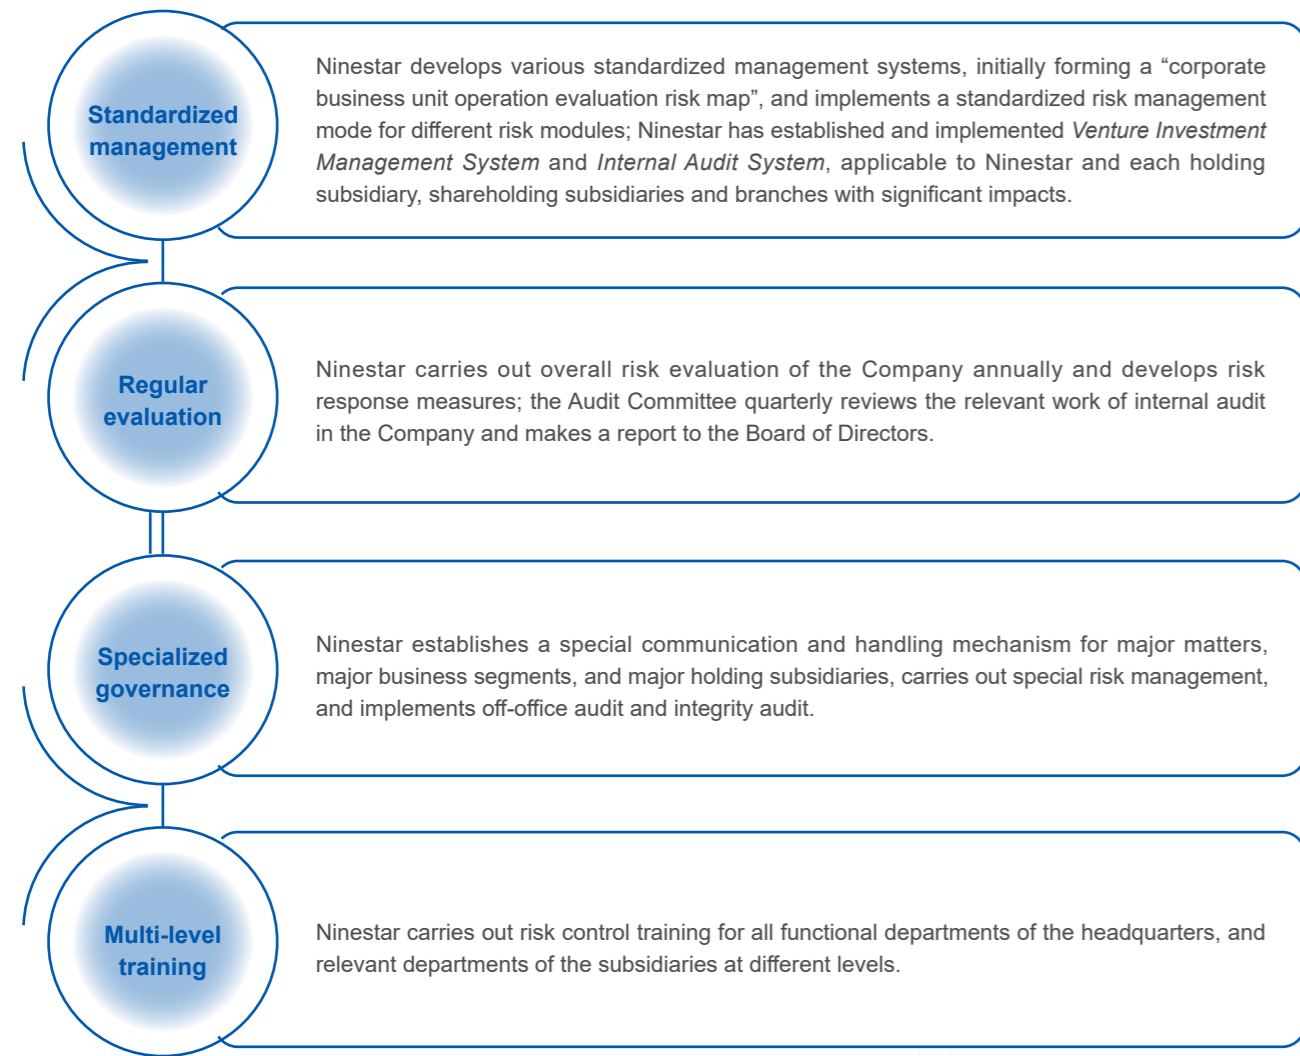 Standardized
management
Ninestar develops various standardized management systems, initially forming a “corporate
business unit operation evaluation risk map”, and implements a standardized risk management
mode for different risk modules; Ninestar has established and implemented Venture Investment
Management System and Internal Audit System, applicable to Ninestar and each holding
subsidiary, shareholding subsidiaries and branches with significant impacts.
Regular
evaluation
Ninestar carries out overall risk evaluation of the Company annually and develops risk
response measures; the Audit Committee quarterly reviews the relevant work of internal audit
in the Company and makes a report to the Board of Directors.
Specialized
governance
Ninestar establishes a special communication and handling mechanism for major matters,
major business segments, and major holding subsidiaries, carries out special risk management,
and implements off-office audit and integrity audit.
Multi-level
training
Ninestar carries out risk control training for all functional departments of the headquarters, and
relevant departments of the subsidiaries at different levels.